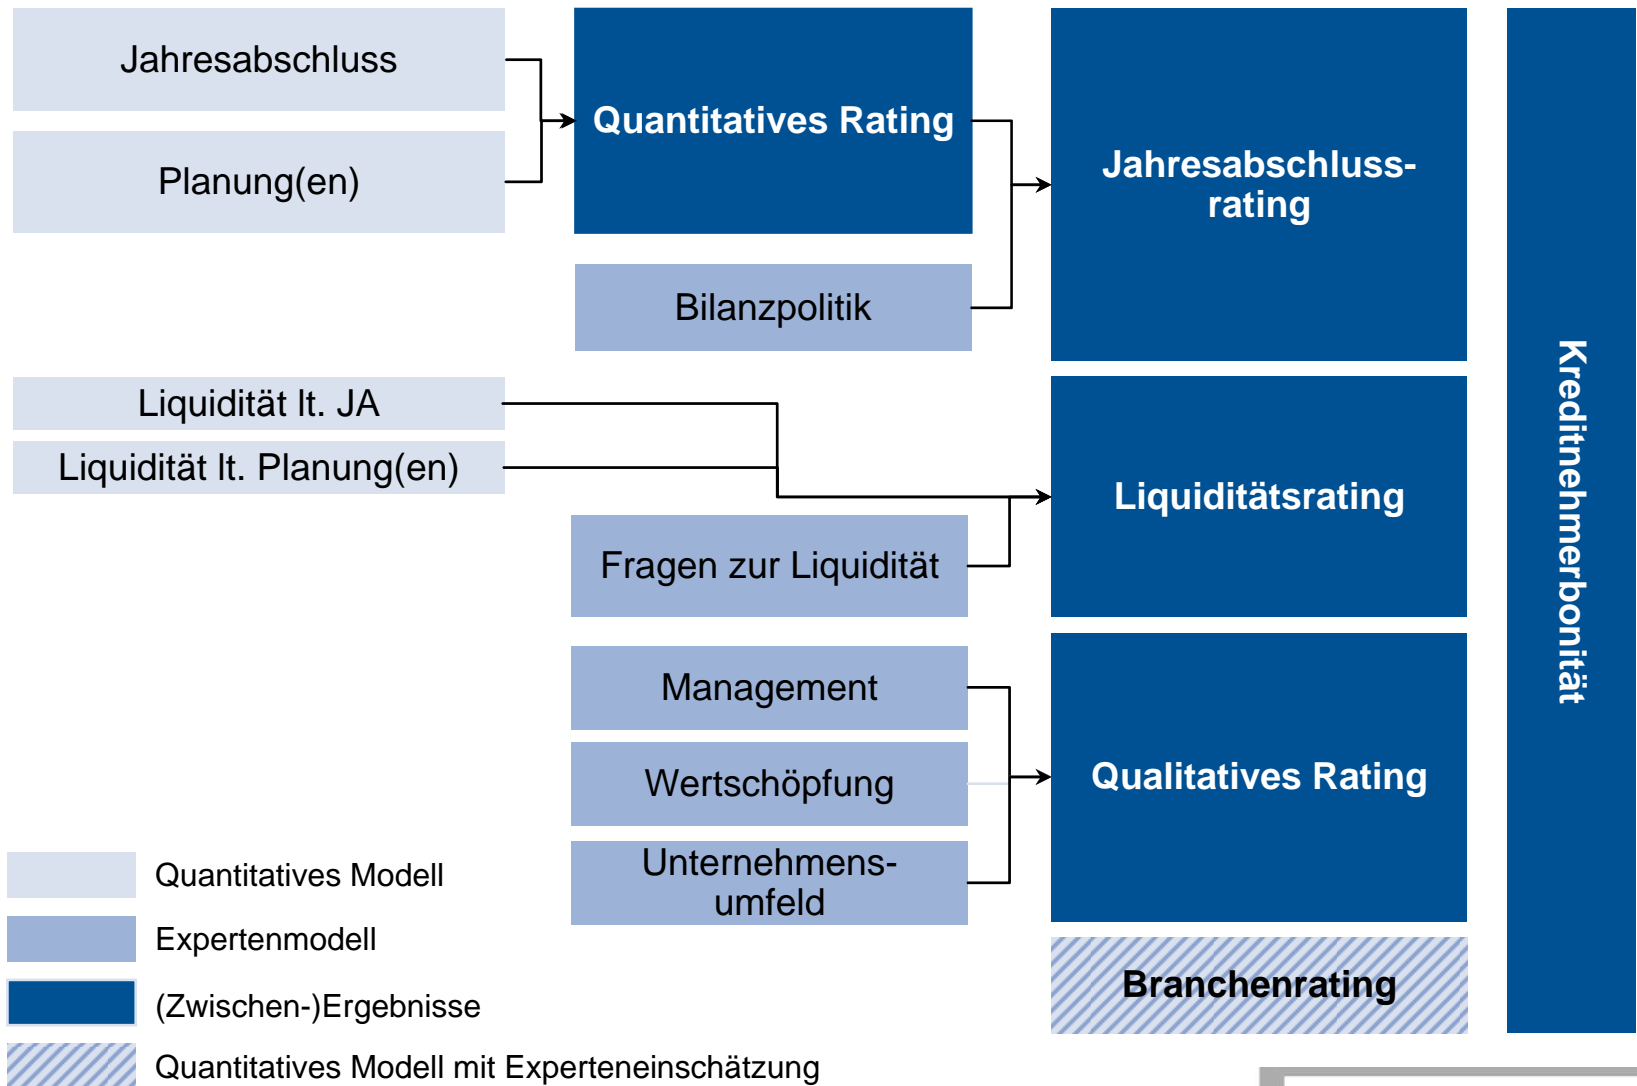 Jahresabschluss
Planung(en)
Quantitatives Rating
Bilanzpolitik
Jahresabschluss-
rating
Liquidität lt. JA
Liquidität lt. Planung(en)
Fragen zur Liquidität
Liquiditätsrating
Management
Wertschöpfung
Unternehmens-
umfeld
Qualitatives Rating
Branchenrating
Kreditnehmerbonität
Quantitatives Modell
Expertenmodell
(Zwischen-)Ergebnisse
Quantitatives Modell mit Experteneinschätzung